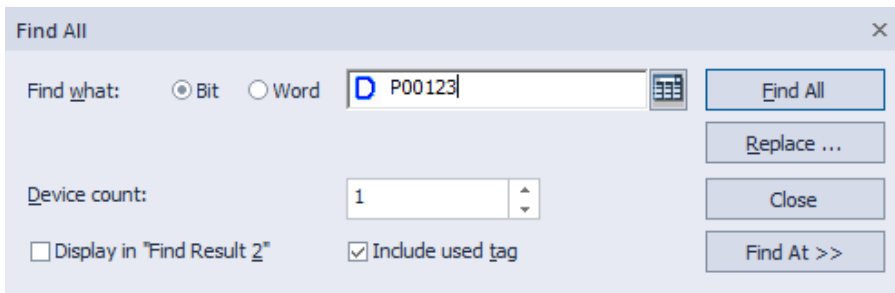 Find All
Find what: Bit Word D P00123 Find All
Replace ...
Device count: 1 Close
Display in "Find Result 2" Include used tag Find At >>